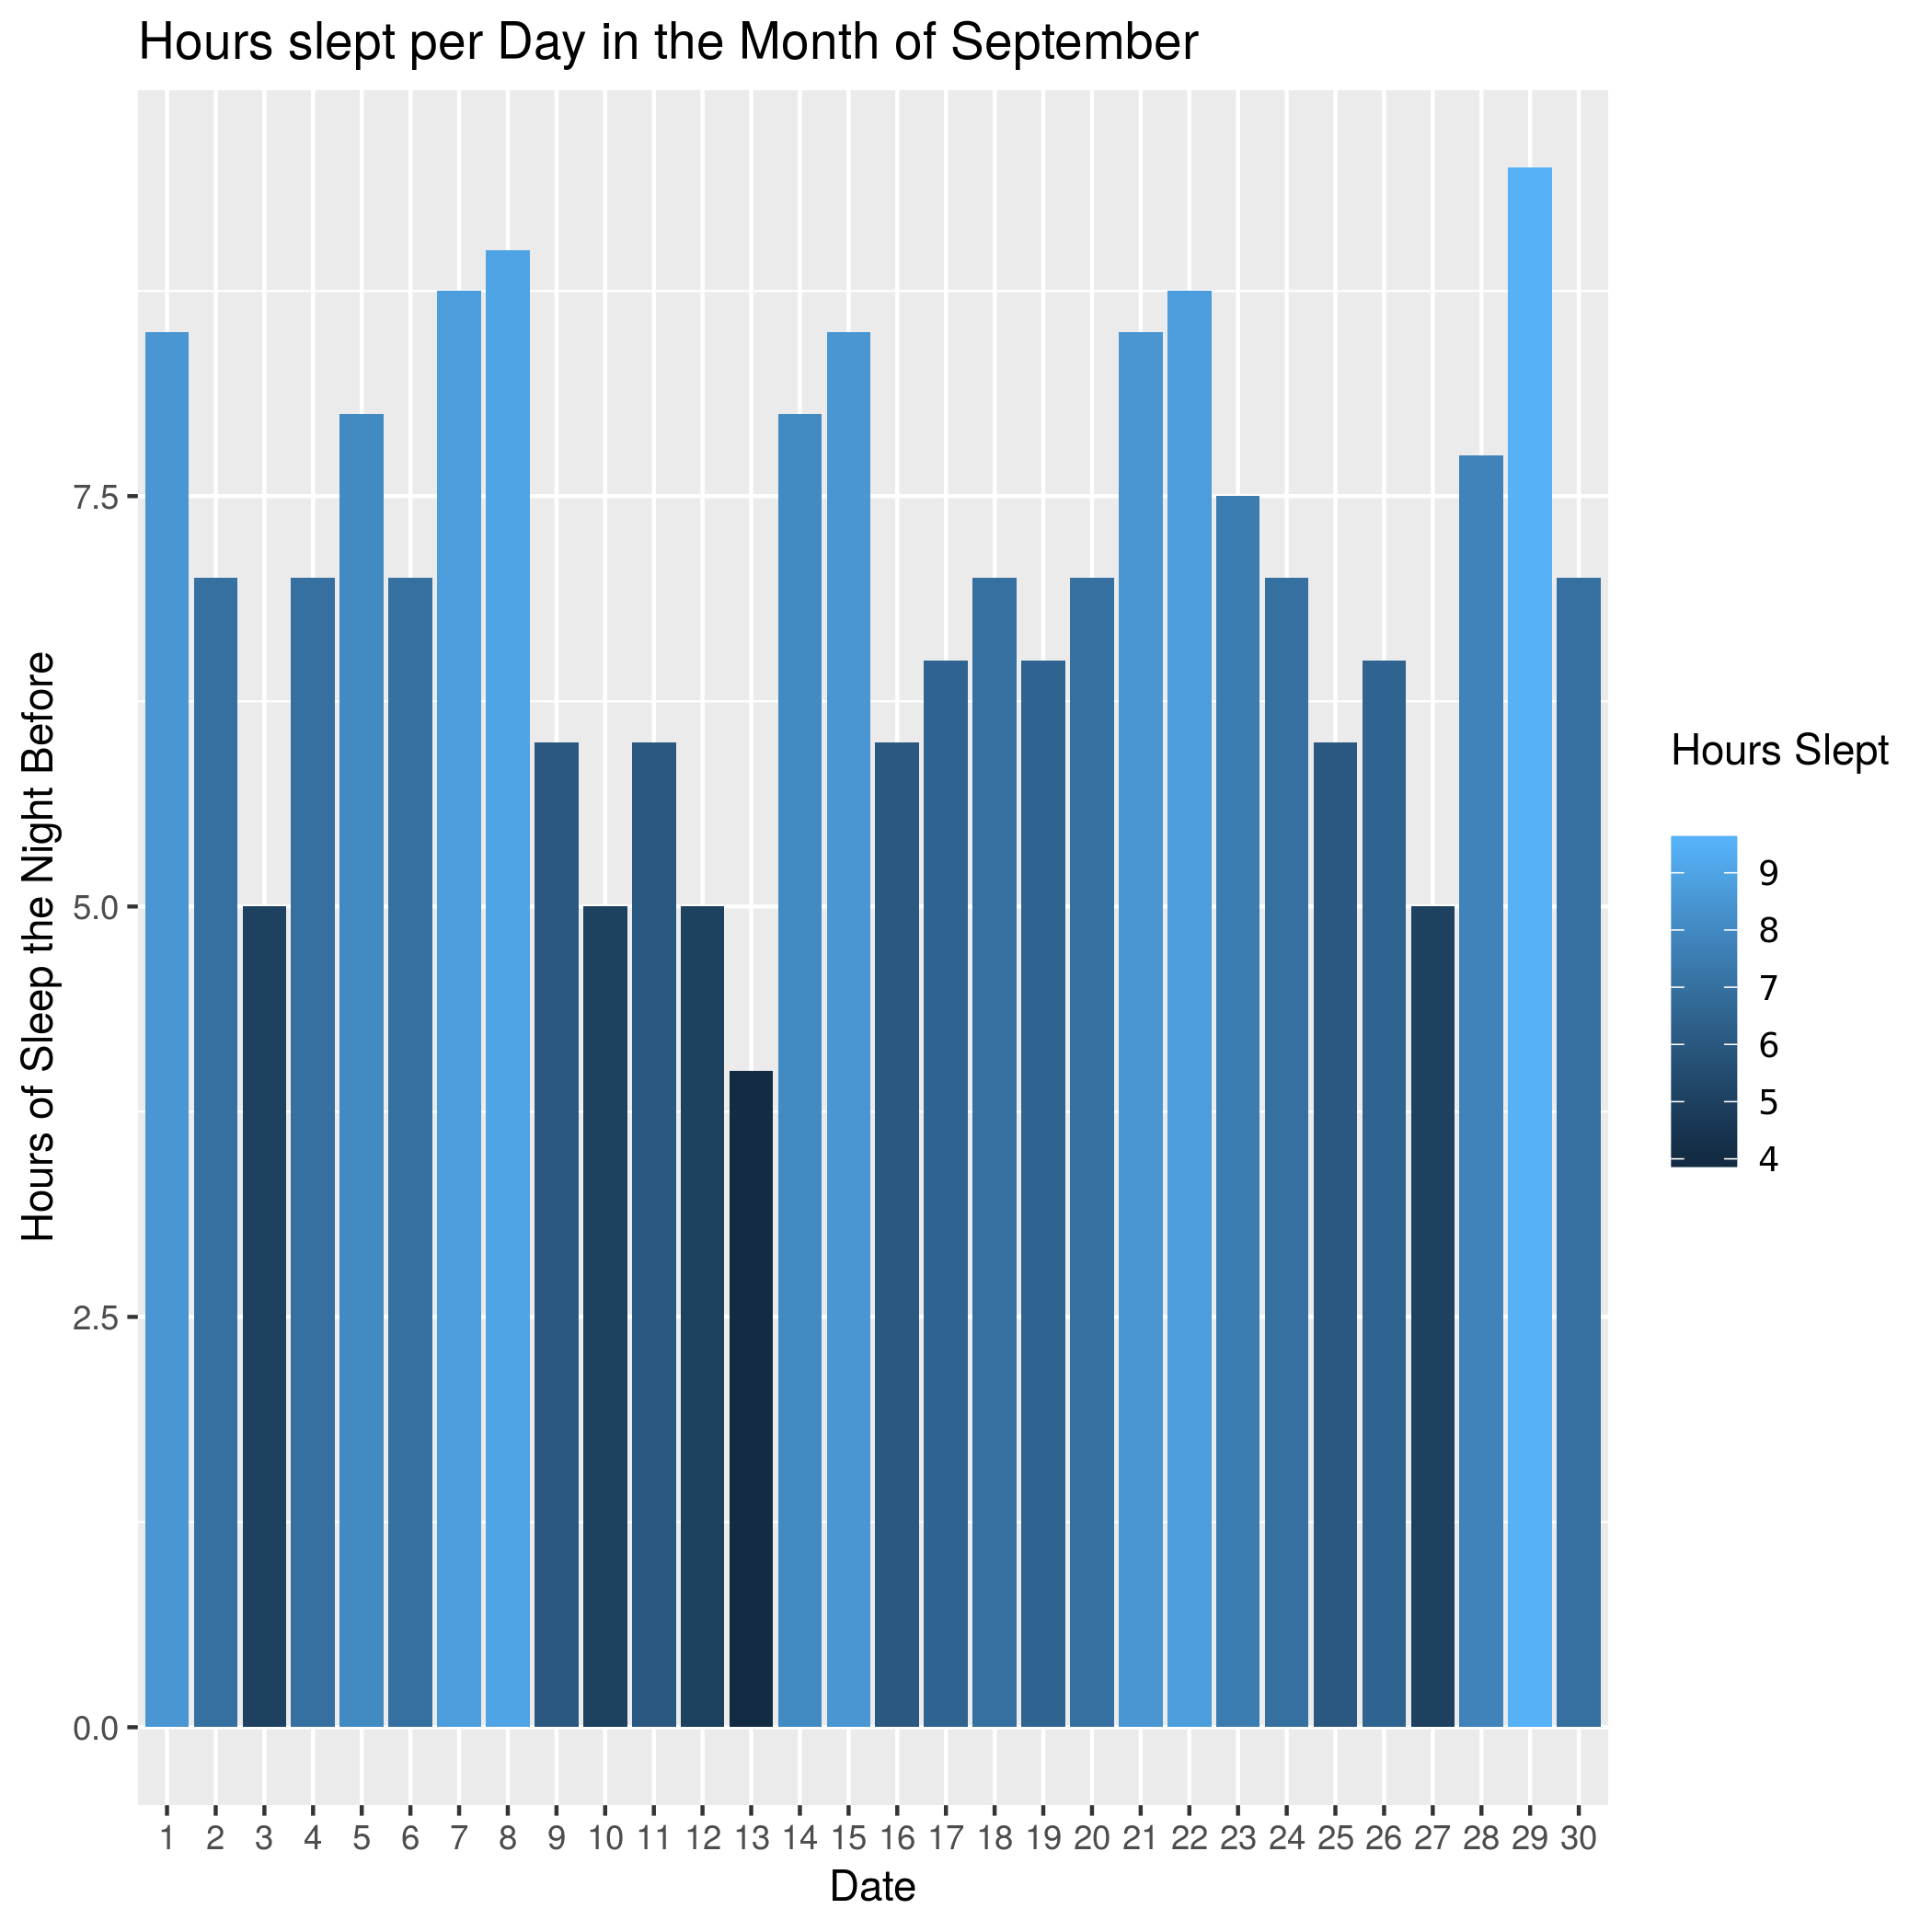 Hours slept per Day in the Month of September
Hours of Sleep the Night Before
7.5
5.0
2.5
0.0
1 2 3 4 5 6 7 8 9 10 11 12 13 14 15 16 17 18 19 20 21 22 23 24 25 26 27 28 29 30
Date
Hours Slept
9
8
7
6
5
4